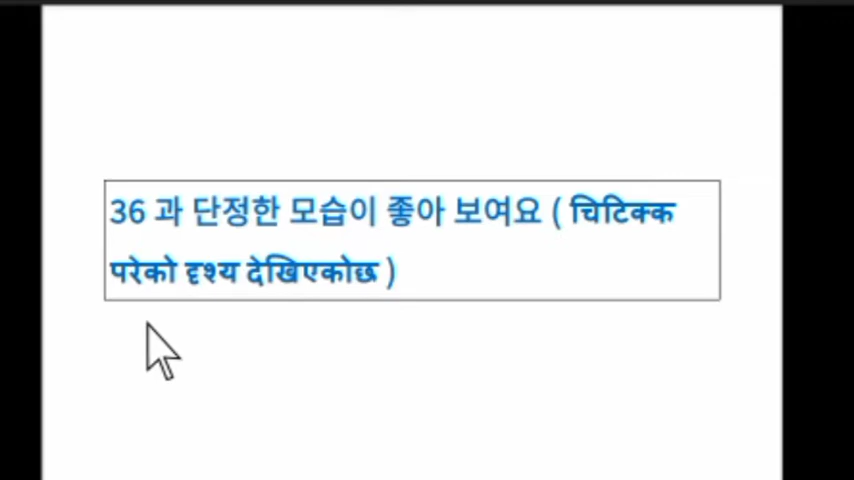 36 과 단정한 모습이 좋아 보여요 ( चिटिक्क
परेको दृश्य देखिएकोछ )